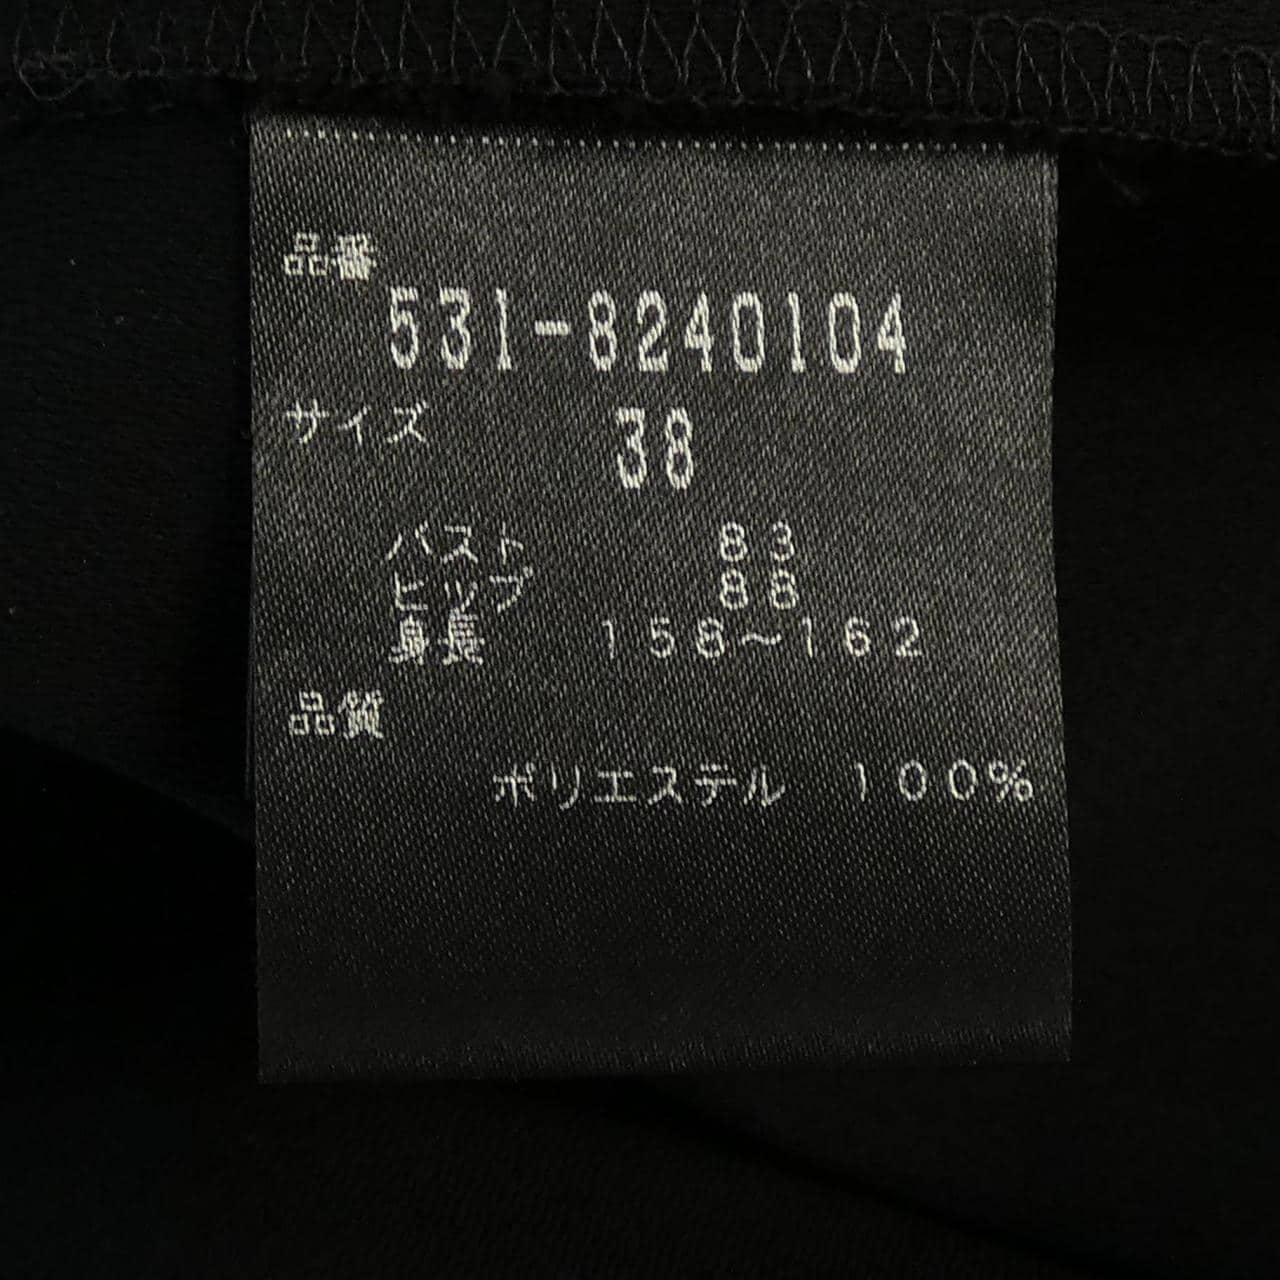 品番
531-8240104
サイズ 38
バスト 83
ヒップ 88
身長 158～162
品質
ポリエステル 100%